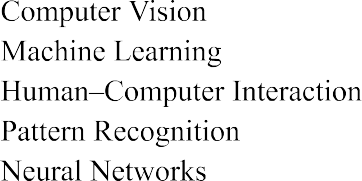 Computer Vision
Machine Learning
Human–Computer Interaction
Pattern Recognition
Neural Networks